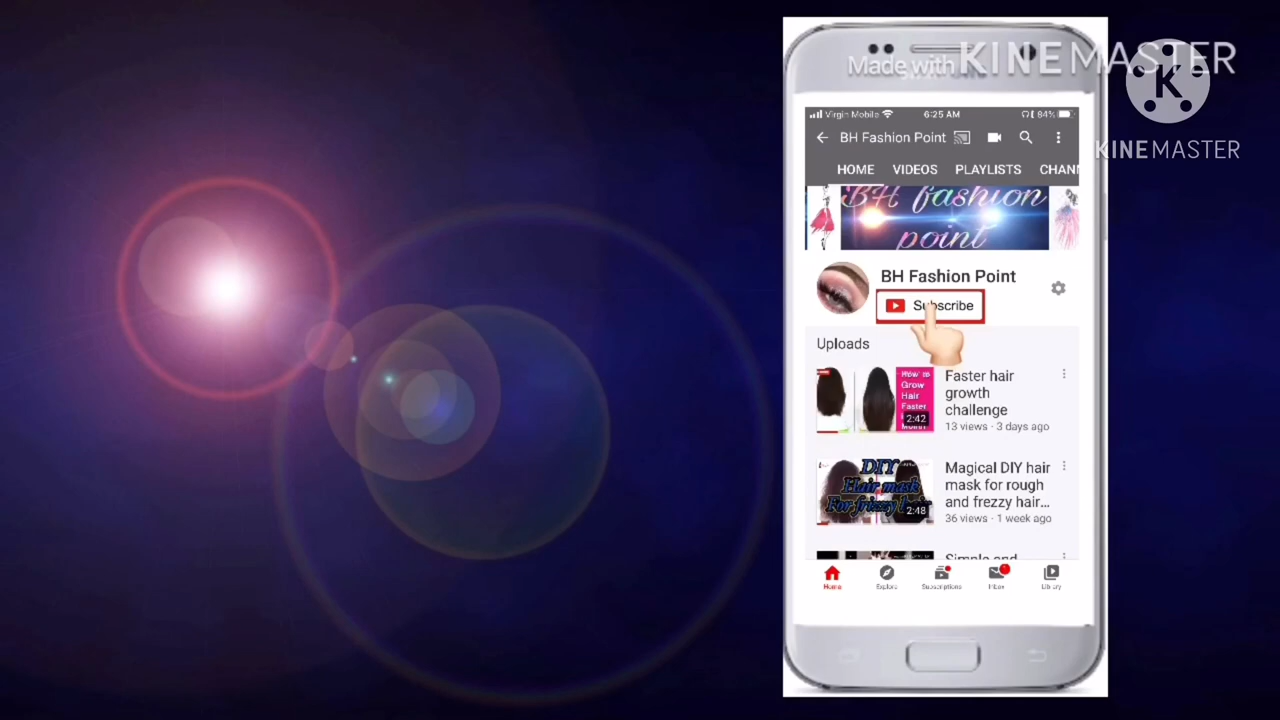 Made with KINEMASTER
K
KINEMASTER
Virgin Mobile
6:25 AM
84%
BH Fashion Point
HOME VIDEOS PLAYLISTS CHANN
BH fashion
point
BH Fashion Point
Subscribe
Uploads
How to
Grow
Hair
Faster
2:42
Faster hair
growth
challenge
13 views · 3 days ago
DIY
Hair mask
For frizzy hair
2:48
Magical DIY hair
mask for rough
and frezzy hair...
36 views · 1 week ago
Simple and
Home Explore Subscriptions Inbox Library